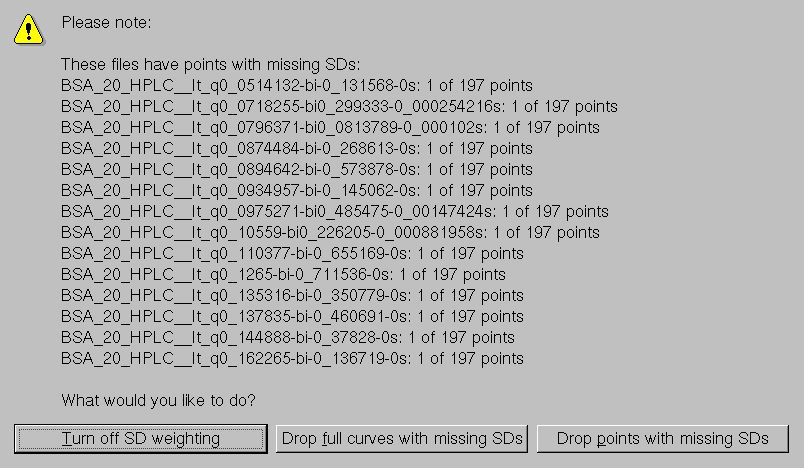 Please note:
These files have points with missing SDs:
BSA_20_HPLC__It_q0_0514132-bi-0_131568-0s: 1 of 197 points
BSA_20_HPLC__It_q0_0718255-bi0_299333-0_000254216s: 1 of 197 points
BSA_20_HPLC__It_q0_0796371-bi0_0813789-0_000102s: 1 of 197 points
BSA_20_HPLC__It_q0_0874484-bi-0_268613-0s: 1 of 197 points
BSA_20_HPLC__It_q0_0894642-bi-0_573878-0s: 1 of 197 points
BSA_20_HPLC__It_q0_0934957-bi-0_145062-0s: 1 of 197 points
BSA_20_HPLC__It_q0_0975271-bi0_485475-0_00147424s: 1 of 197 points
BSA_20_HPLC__It_q0_10559-bi0_226205-0_000881958s: 1 of 197 points
BSA_20_HPLC__It_q0_110377-bi-0_655169-0s: 1 of 197 points
BSA_20_HPLC__It_q0_1265-bi-0_711536-0s: 1 of 197 points
BSA_20_HPLC__It_q0_135316-bi-0_350779-0s: 1 of 197 points
BSA_20_HPLC__It_q0_137835-bi-0_460691-0s: 1 of 197 points
BSA_20_HPLC__It_q0_144888-bi-0_37828-0s: 1 of 197 points
BSA_20_HPLC__It_q0_162265-bi-0_136719-0s: 1 of 197 points
What would you like to do?
Turn off SD weighting
Drop full curves with missing SDs
Drop points with missing SDs